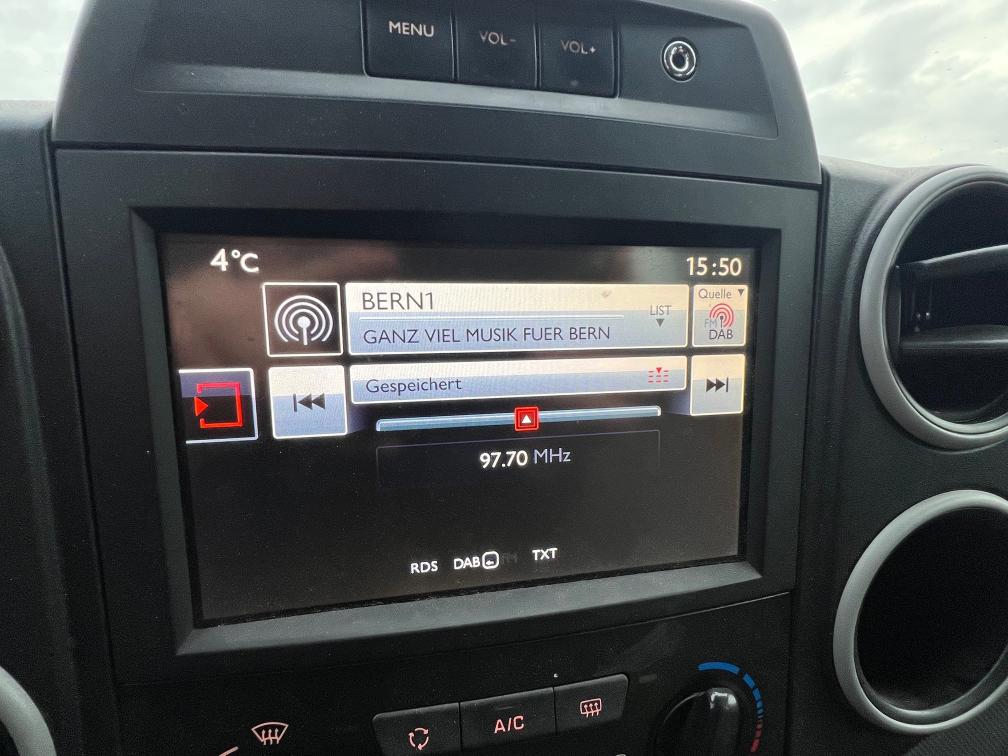 MENU VOL- VOL+
4°C 15:50
BERN1
LIST
Quelle
GANZ VIEL MUSIK FUER BERN
FM
DAB
Gespeichert
97.70 MHz
RDS DAB FM TXT
A/C